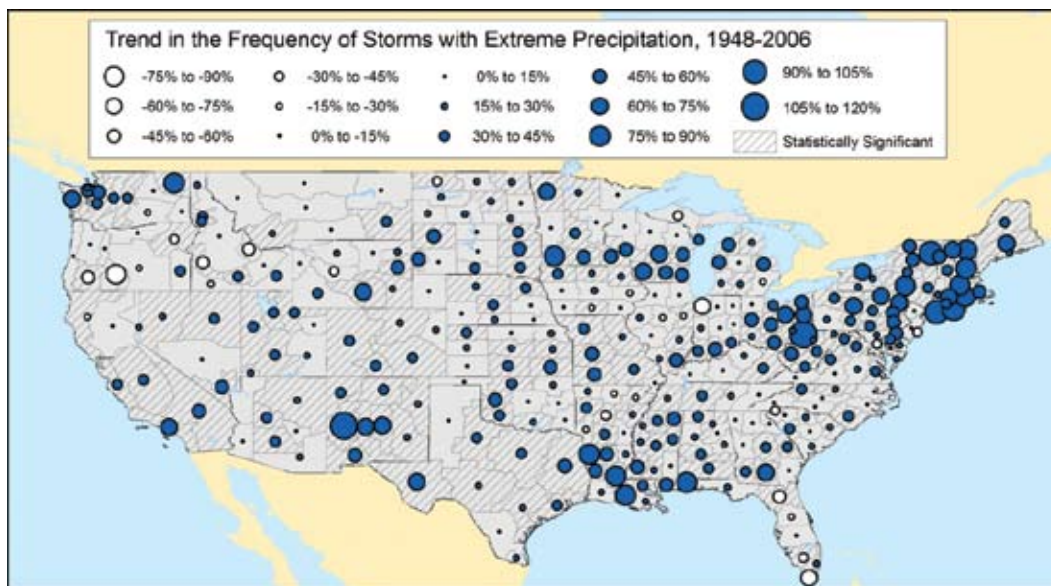 Trend in the Frequency of Storms with Extreme Precipitation, 1948-2006
-75% to -90%
-60% to -75%
-45% to -60%
-30% to -45%
-15% to -30%
0% to -15%
0% to 15%
15% to 30%
30% to 45%
45% to 60%
60% to 75%
75% to 90%
90% to 105%
105% to 120%
Statistically Significant